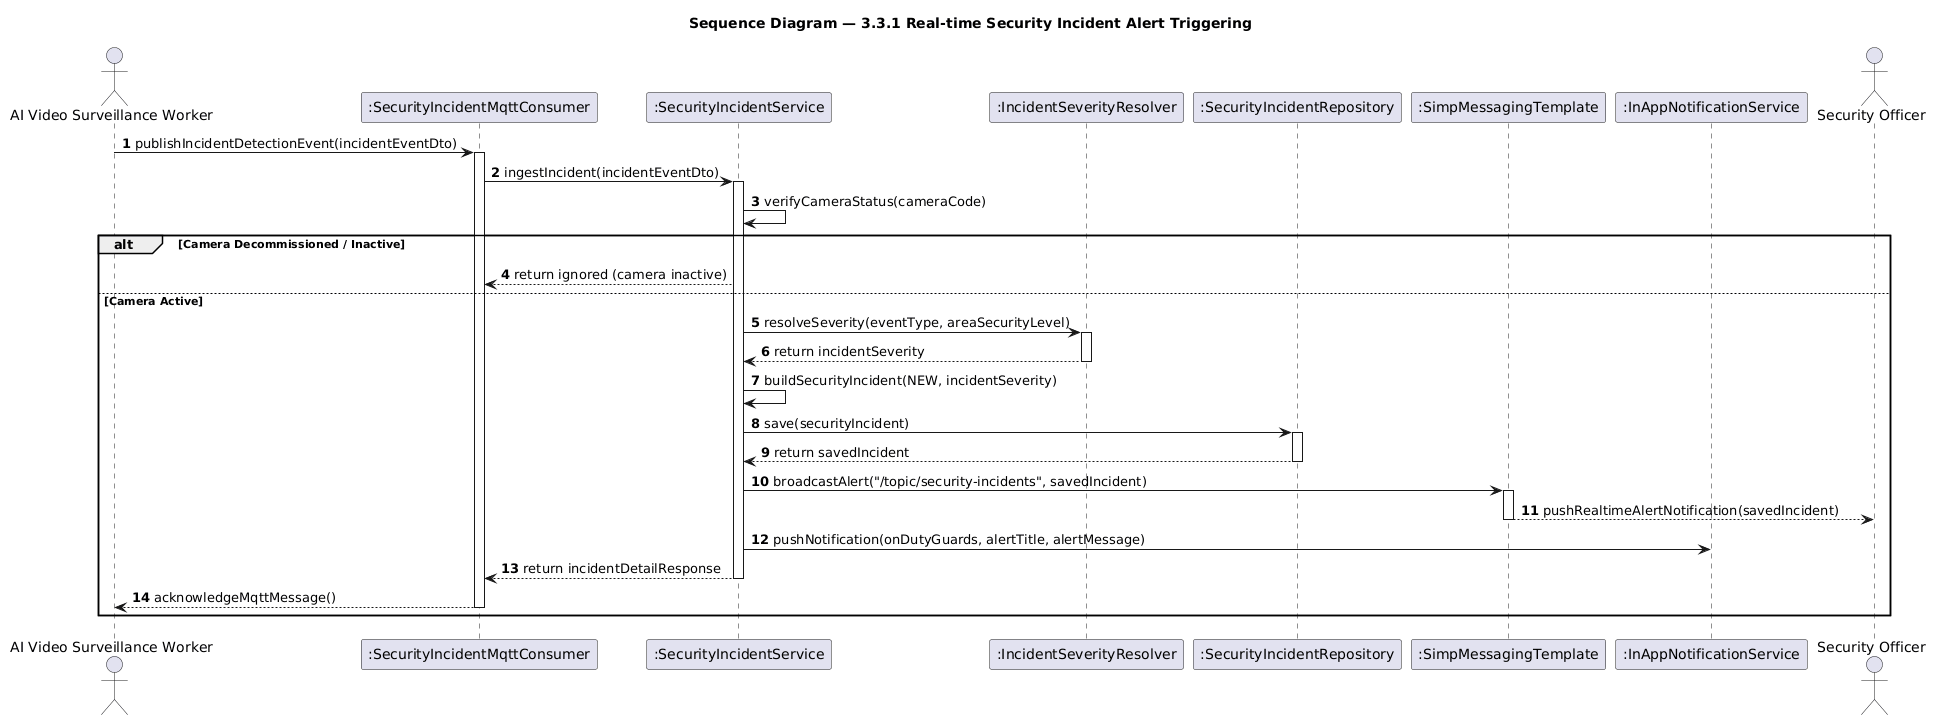 Sequence Diagram — 3.3.1 Real-time Security Incident Alert Triggering
AI Video Surveillance Worker
:SecurityIncidentMqttConsumer
:SecurityIncidentService
:IncidentSeverityResolver
:SecurityIncidentRepository
:SimpMessagingTemplate
:InAppNotificationService
Security Officer
1 publishIncidentDetectionEvent(incidentEventDto)
2 ingestIncident(incidentEventDto)
3 verifyCameraStatus(cameraCode)
alt [Camera Decommissioned / Inactive]
4 return ignored (camera inactive)
[Camera Active]
5 resolveSeverity(eventType, areaSecurityLevel)
6 return incidentSeverity
7 buildSecurityIncident(NEW, incidentSeverity)
8 save(securityIncident)
9 return savedIncident
10 broadcastAlert("/topic/security-incidents", savedIncident)
11 pushRealtimeAlertNotification(savedIncident)
12 pushNotification(onDutyGuards, alertTitle, alertMessage)
13 return incidentDetailResponse
14 acknowledgeMqttMessage()
AI Video Surveillance Worker
:SecurityIncidentMqttConsumer
:SecurityIncidentService
:IncidentSeverityResolver
:SecurityIncidentRepository
:SimpMessagingTemplate
:InAppNotificationService
Security Officer